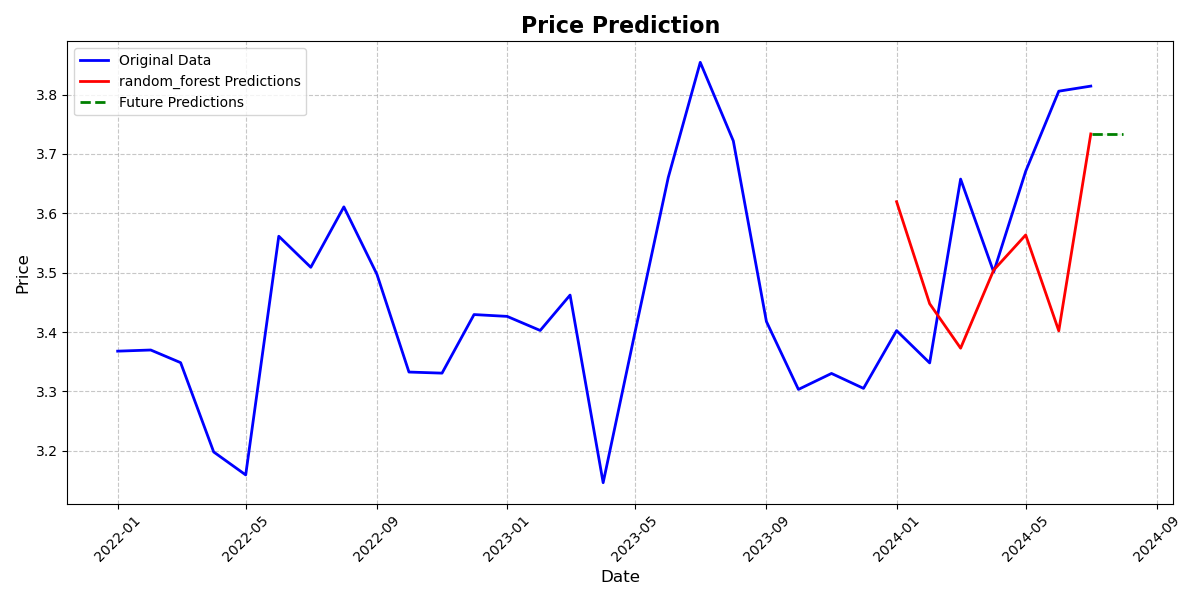 Price Prediction
Original Data
random_forest Predictions
Future Predictions
Price
3.8
3.7
3.6
3.5
3.4
3.3
3.2
2022-01
2022-05
2022-09
2023-01
2023-05
2023-09
2024-01
2024-05
2024-09
Date